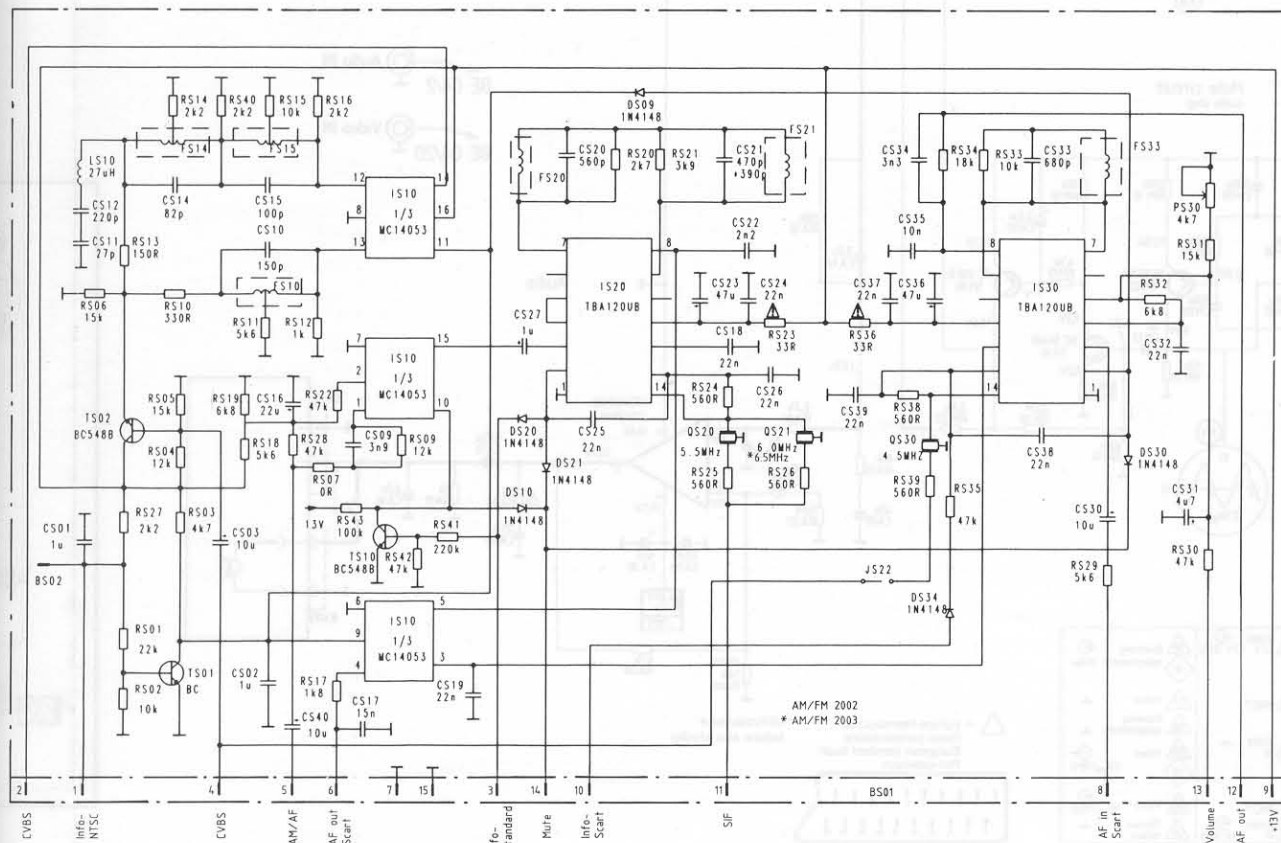 RS14
2k2
RS40
2k2
RS15
10k
RS16
2k2
FS14
FS15
LS10
27uH
CS12
220p
CS11
27p
CS14
82p
CS15
100p
RS13
150R
CS10
150p
RS06
15k
RS10
330R
FS10
RS11
5k6
RS12
1k
12
14
8
16
13
11
IS10
1/3
MC14053
7
15
2
1
10
IS10
1/3
MC14053
TS02
BC548B
RS05
15k
RS04
12k
RS19
6k8
RS18
5k6
CS16
22u
RS28
47k
RS22
47k
CS09
3n9
RS09
12k
RS07
0R
RS27
2k2
RS03
4k7
CS03
10u
13V
RS43
100k
DS10
1N4148
TS10
BC548B
RS42
47k
RS41
220k
CS01
1u
BS02
RS01
22k
RS02
10k
TS01
BC
CS02
1u
CS40
10u
RS17
1k8
CS17
15n
6
5
9
4
3
IS10
1/3
MC14053
CS19
22n
DS09
1N4148
FS20
CS20
560p
RS20
2k7
RS21
3k9
CS21
470p
*390p
FS21
CS22
2n2
7
8
1
14
IS20
TBA120UB
CS27
1u
CS23
47u
CS24
22n
RS23
33R
CS18
22n
CS26
22n
RS24
560R
DS20
1N4148
DS21
1N4148
CS25
22n
QS20
5.5MHz
QS21
6.0MHz
*6.5MHz
RS25
560R
RS26
560R
CS34
3n3
RS34
18k
RS33
10k
CS33
680p
FS33
CS35
10n
8
7
14
1
IS30
TBA120UB
CS37
22n
CS36
47u
RS36
33R
CS39
22n
RS38
560R
QS30
4.5MHz
RS39
560R
RS35
47k
CS38
22n
DS30
1N4148
JS22
DS34
1N4148
PS30
4k7
RS31
15k
RS32
6k8
CS32
22n
CS30
10u
CS31
4u7
RS29
5k6
RS30
47k
AM/FM 2002
* AM/FM 2003
2
1
4
5
6
7
15
3
14
10
11
BS01
8
13
12
9
CVBS
Info-
NTSC
CVBS
AM/AF
AF out
Scart
Mute
Info-
Scart
SIF
AF in
Scart
Volume
AF out
+13V